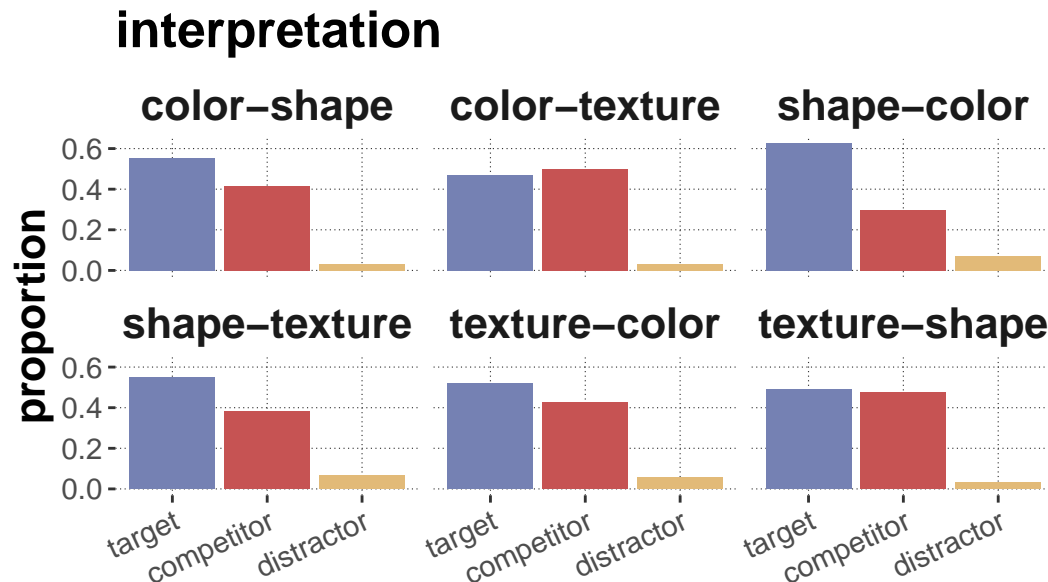 interpretation
color–shape
color–texture
shape–color
proportion
0.6
0.4
0.2
0.0
shape–texture
texture–color
texture–shape
0.6
0.4
0.2
0.0
target
competitor
distractor
target
competitor
distractor
target
competitor
distractor